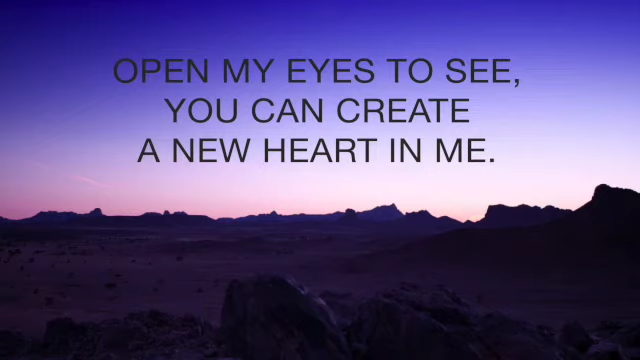 OPEN MY EYES TO SEE,
YOU CAN CREATE
A NEW HEART IN ME.